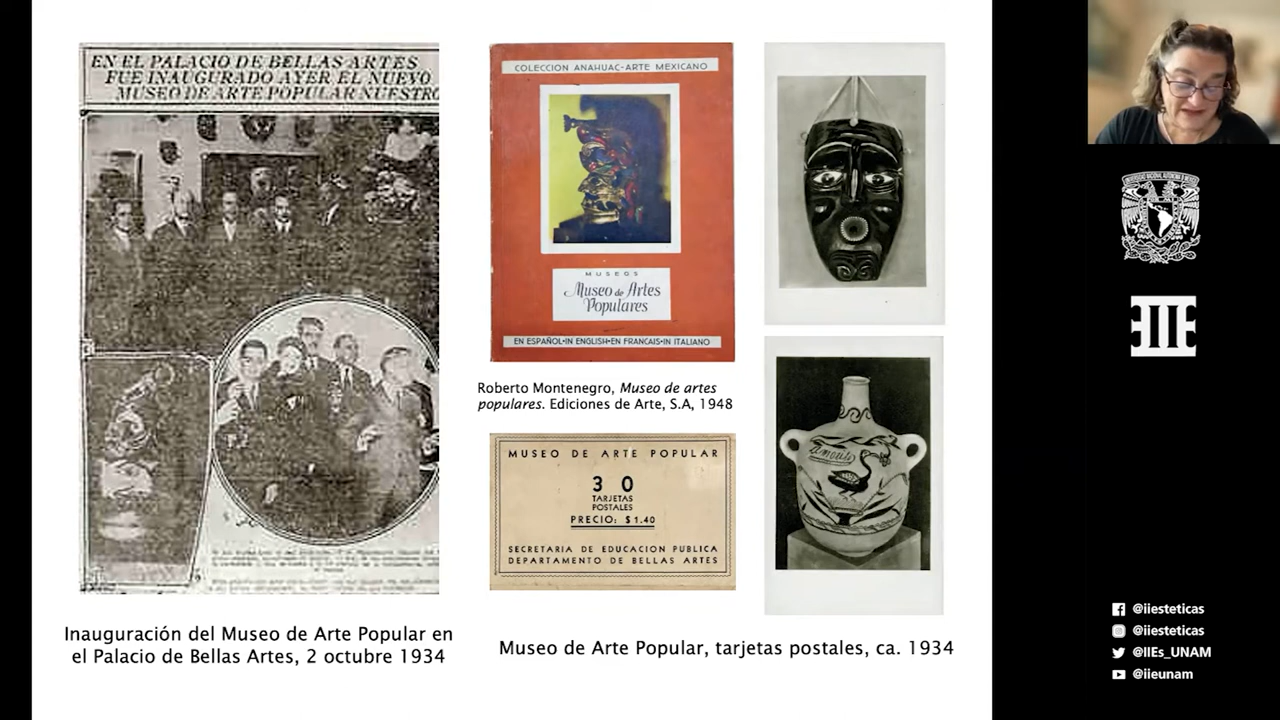 EN EL PALACIO DE BELLAS ARTES
FUE INAUGURADO AYER EL NUEVO
MUSEO DE ARTE POPULAR NUESTRO
Inauguración del Museo de Arte Popular en
el Palacio de Bellas Artes, 2 octubre 1934
COLECCION ANAHUAC-ARTE MEXICANO
MUSEOS
Museo de Artes
Populares
EN ESPAÑOL•IN ENGLISH•EN FRANCAIS•IN ITALIANO
Roberto Montenegro, Museo de artes
populares. Ediciones de Arte, S.A, 1948
MUSEO DE ARTE POPULAR
30
TARJETAS
POSTALES
PRECIO: $1.40
SECRETARIA DE EDUCACION PUBLICA
DEPARTAMENTO DE BELLAS ARTES
Museo de Arte Popular, tarjetas postales, ca. 1934
IIE
@iiesteticas
@iiesteticas
@IIEs_UNAM
@iieunam